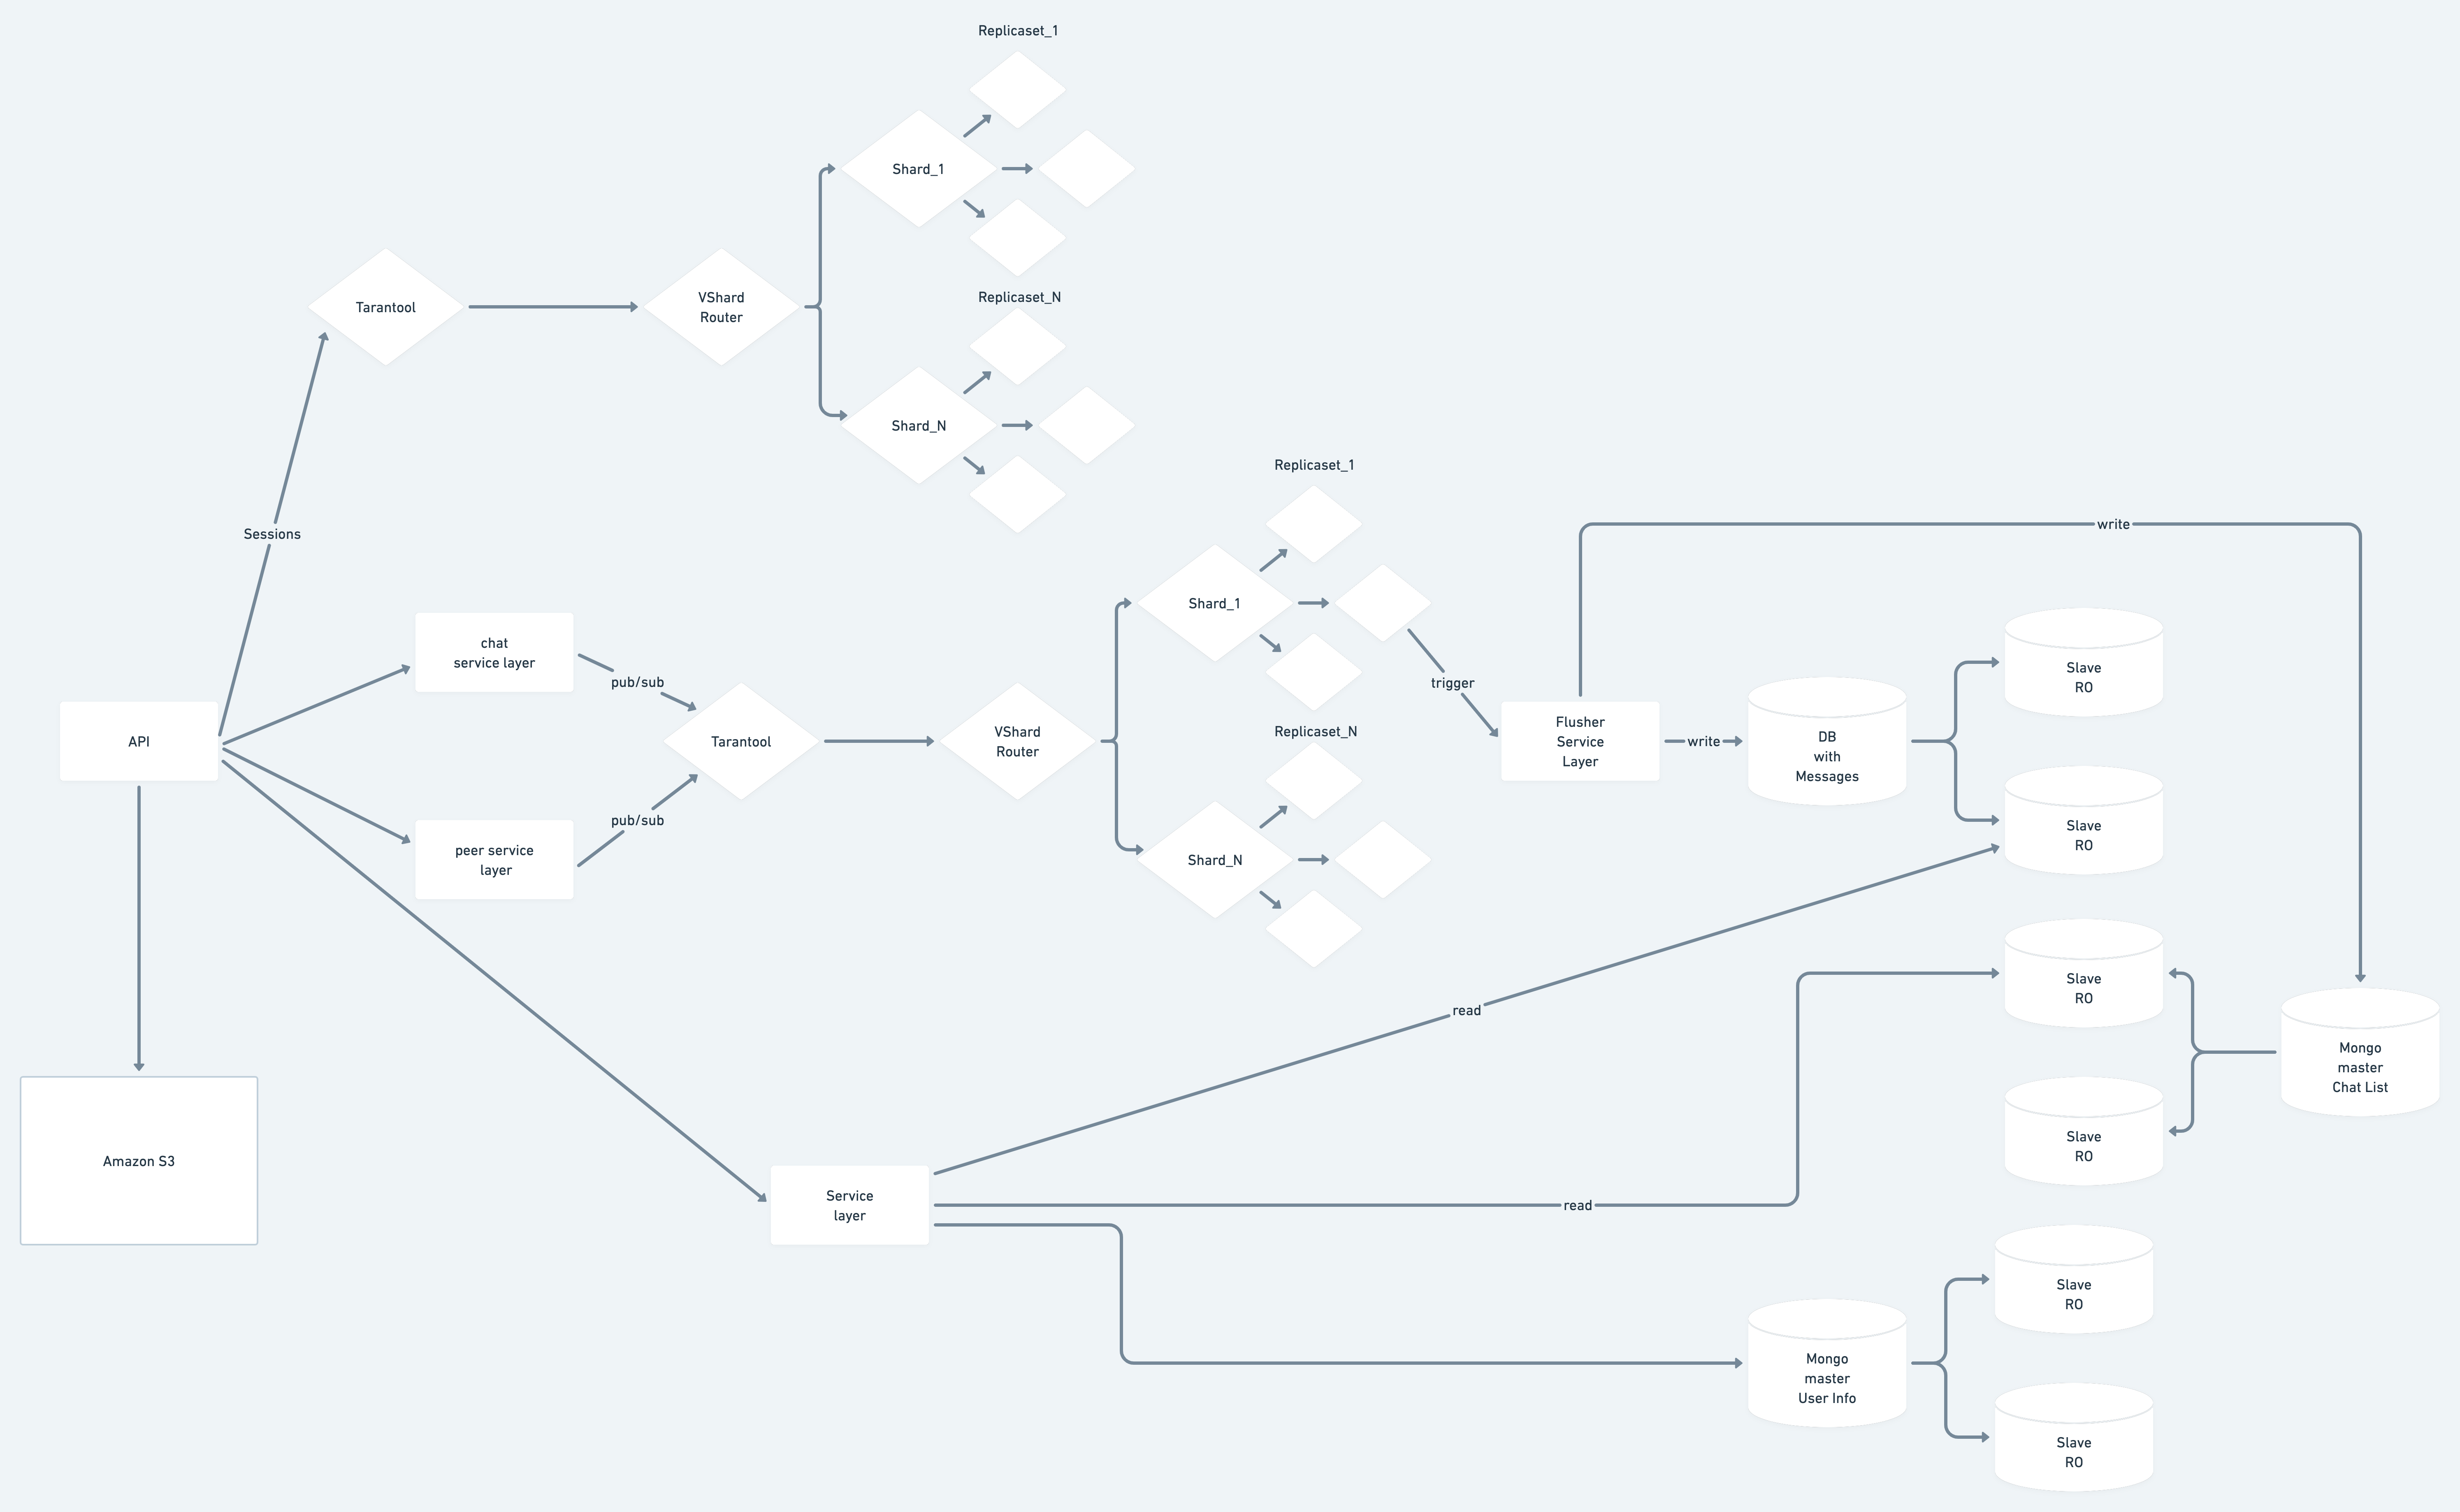 Replicaset_1
Shard_1
Tarantool
VShard
Router
Replicaset_N
Shard_N
Sessions
Replicaset_1
Shard_1
write
chat
service layer
pub/sub
trigger
Slave
RO
API
Tarantool
VShard
Router
Replicaset_N
Flusher
Service
Layer
write
DB
with
Messages
pub/sub
peer service
layer
Shard_N
Slave
RO
read
Slave
RO
Mongo
master
Chat List
Slave
RO
Amazon S3
Service
layer
read
Slave
RO
Mongo
master
User Info
Slave
RO